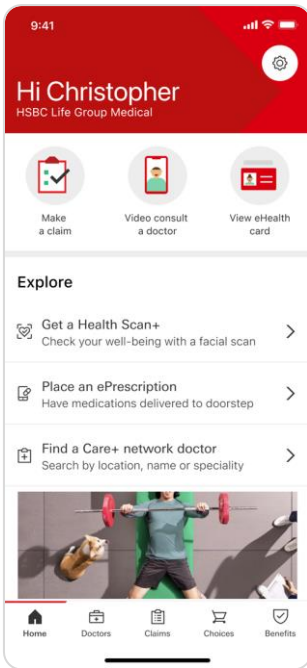 9:41
Hi Christopher
HSBC Life Group Medical
Make
a claim
Video consult
a doctor
View eHealth
card
Explore
Get a Health Scan+
Check your well-being with a facial scan
Place an ePrescription
Have medications delivered to doorstep
Find a Care+ network doctor
Search by location, name or speciality
Home
Doctors
Claims
Choices
Benefits